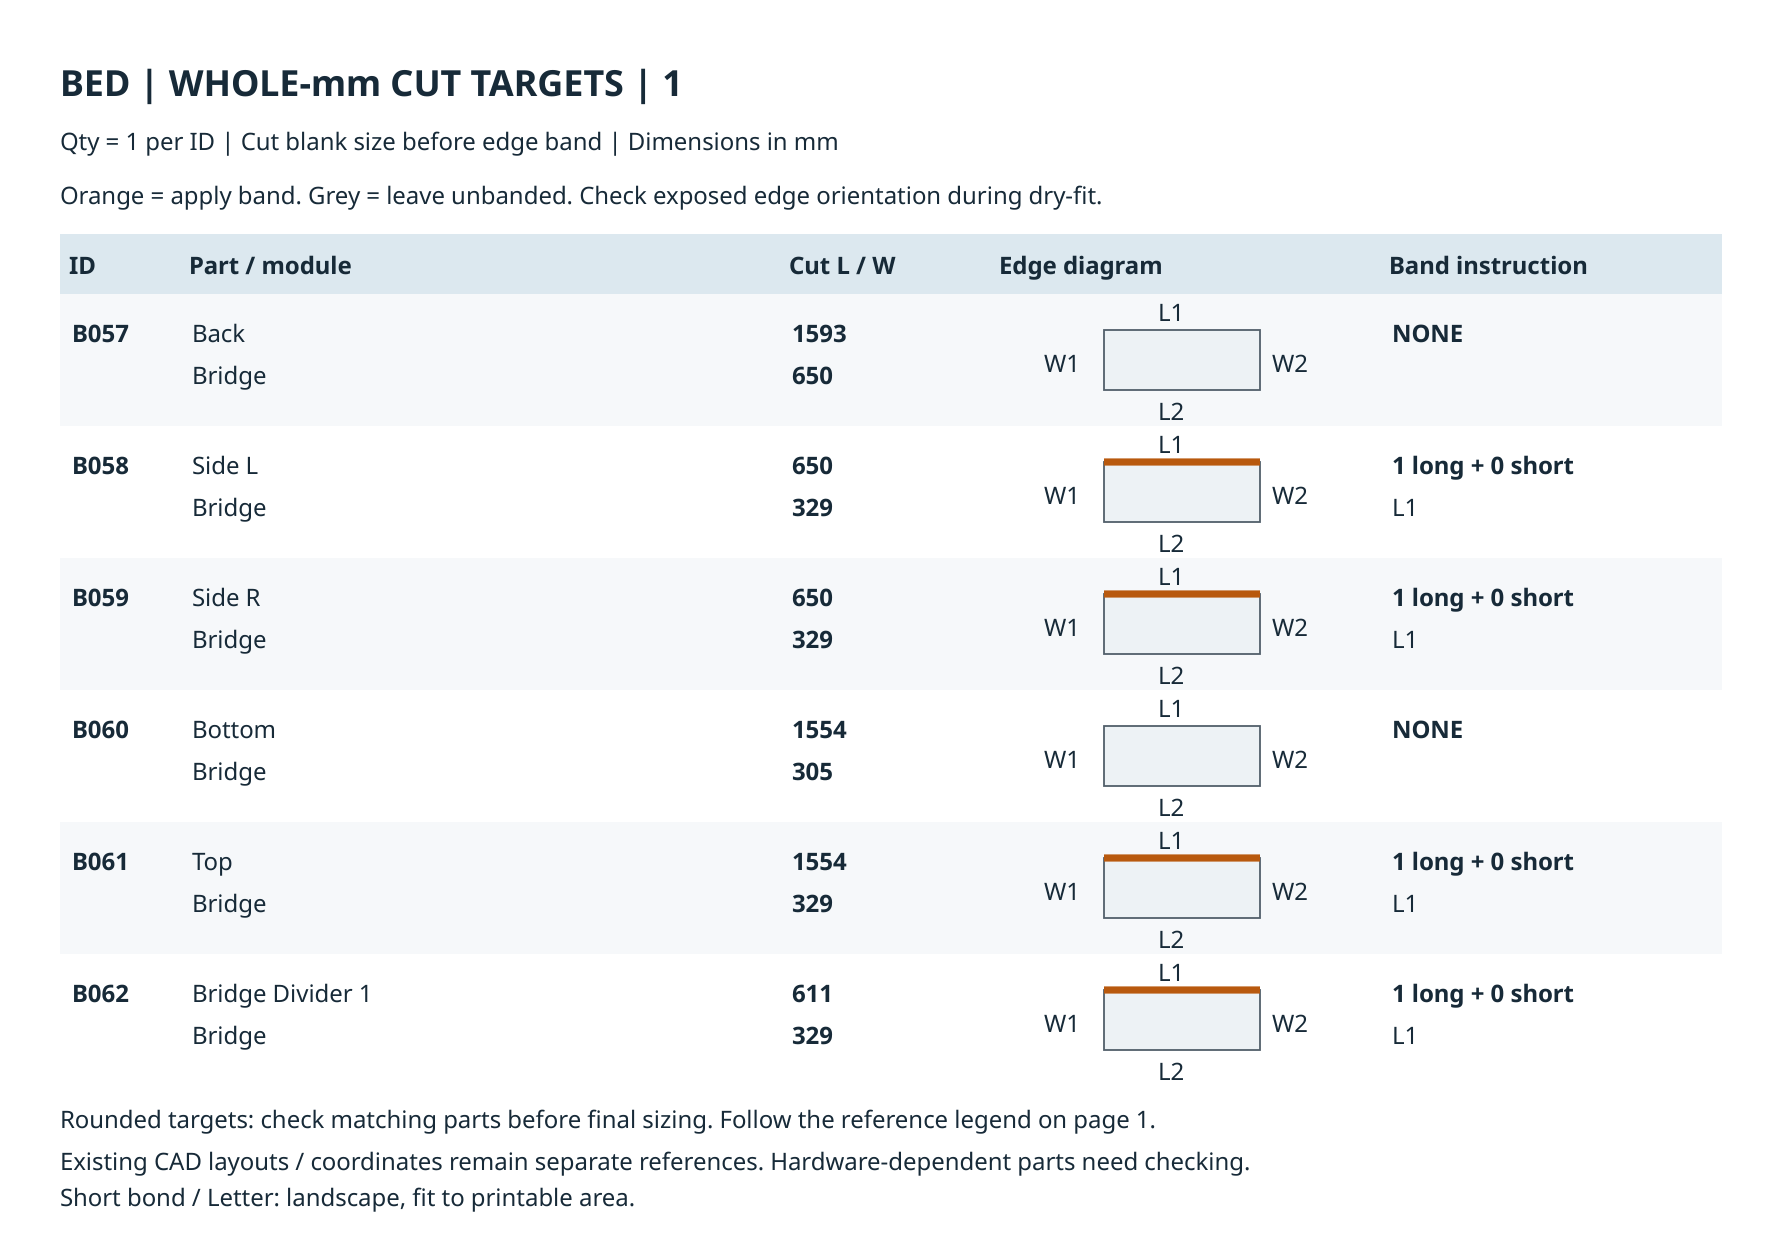 BED | WHOLE-mm CUT TARGETS | 1
Qty = 1 per ID | Cut blank size before edge band | Dimensions in mm
Orange = apply band. Grey = leave unbanded. Check exposed edge orientation during dry-fit.
ID Part / module Cut L / W Edge diagram Band instruction
L1
B057 Back 1593 NONE
W1 W2
Bridge 650
L2
L1
B058 Side L 650 1 long + 0 short
W1 W2
Bridge 329 L1
L2
L1
B059 Side R 650 1 long + 0 short
W1 W2
Bridge 329 L1
L2
L1
B060 Bottom 1554 NONE
W1 W2
Bridge 305
L2
L1
B061 Top 1554 1 long + 0 short
W1 W2
Bridge 329 L1
L2
L1
B062 Bridge Divider 1 611 1 long + 0 short
W1 W2
Bridge 329 L1
L2
Rounded targets: check matching parts before final sizing. Follow the reference legend on page 1.
Existing CAD layouts / coordinates remain separate references. Hardware-dependent parts need checking.
Short bond / Letter: landscape, fit to printable area.